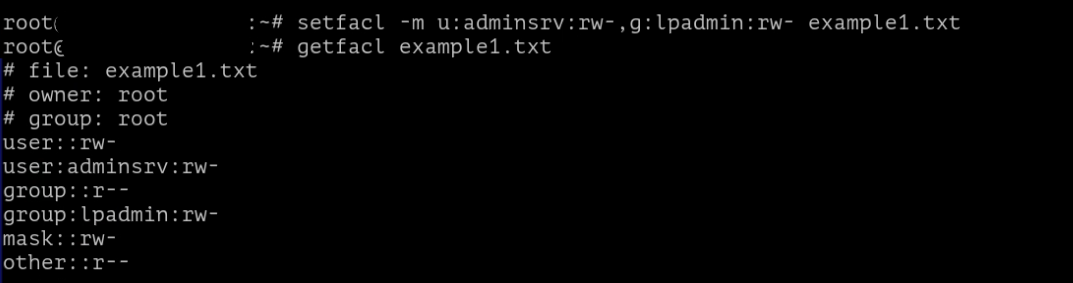 root( :~# setfacl -m u:adminsrv:rw-,g:lpadmin:rw- example1.txt
root@ :~# getfacl example1.txt
# file: example1.txt
# owner: root
# group: root
user::rw-
user:adminsrv:rw-
group::r--
group:lpadmin:rw-
mask::rw-
other::r--